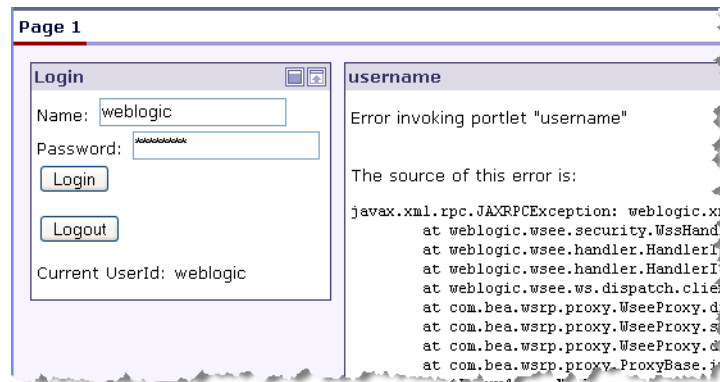 Page 1
Login
Name: weblogic
Password: ********
Login
Logout
Current UserId: weblogic
username
Error invoking portlet "username"
The source of this error is:
javax.xml.rpc.JAXRPCException: weblogic.x
at weblogic.wsee.security.WssHand
at weblogic.wsee.handler.HandlerI
at weblogic.wsee.handler.HandlerI
at weblogic.wsee.ws.dispatch.clie
at com.bea.wsrp.proxy.WseeProxy.d
at com.bea.wsrp.proxy.WseeProxy.s
at com.bea.wsrp.proxy.WseeProxy.d
at com.bea.wsrp.proxy.ProxyBase.i